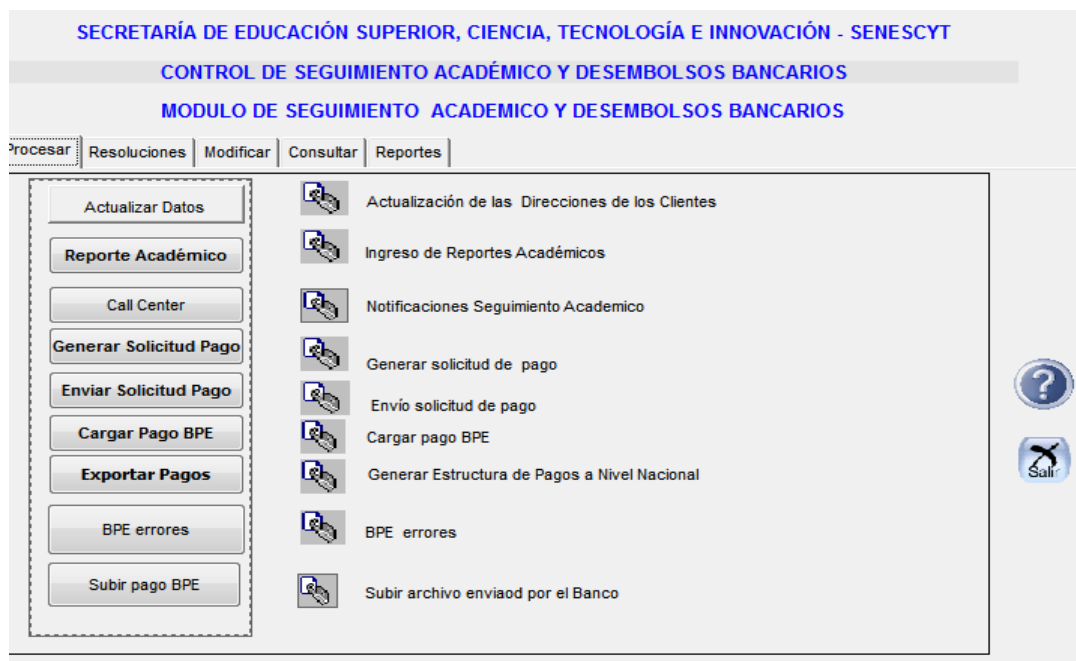 SECRETARÍA DE EDUCACIÓN SUPERIOR, CIENCIA, TECNOLOGÍA E INNOVACIÓN - SENESCYT
CONTROL DE SEGUIMIENTO ACADÉMICO Y DESEMBOLSOS BANCARIOS
MODULO DE SEGUIMIENTO ACADEMICO Y DESEMBOLSOS BANCARIOS
Procesar Resoluciones Modificar Consultar Reportes
Actualizar Datos Actualización de las Direcciones de los Clientes
Reporte Académico Ingreso de Reportes Académicos
Call Center Notificaciones Seguimiento Academico
Generar Solicitud Pago Generar solicitud de pago
Enviar Solicitud Pago Envío solicitud de pago
?
Cargar Pago BPE Cargar pago BPE
Exportar Pagos Generar Estructura de Pagos a Nivel Nacional
Salir
BPE errores BPE errores
Subir pago BPE Subir archivo enviaod por el Banco